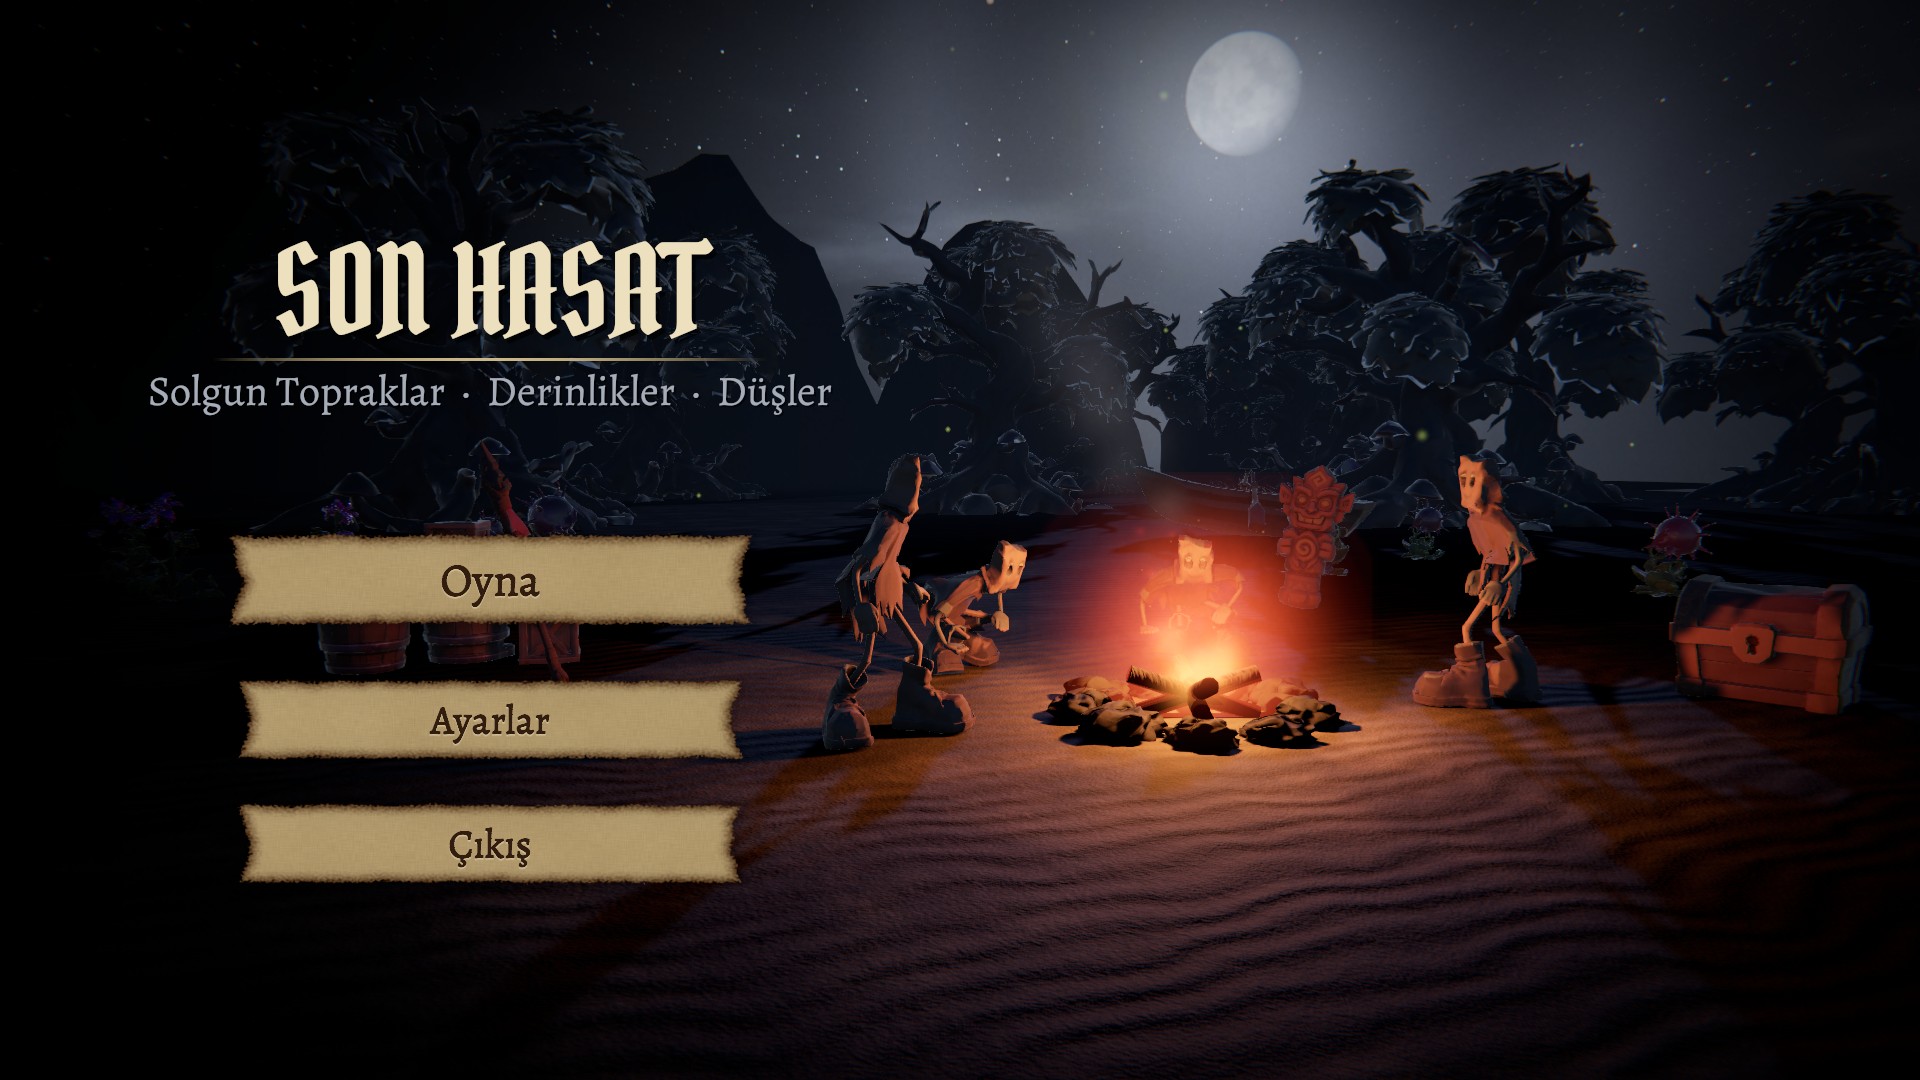 SON HASAT
Solgun Topraklar · Derinlikler · Düşler
Oyna
Ayarlar
Çıkış